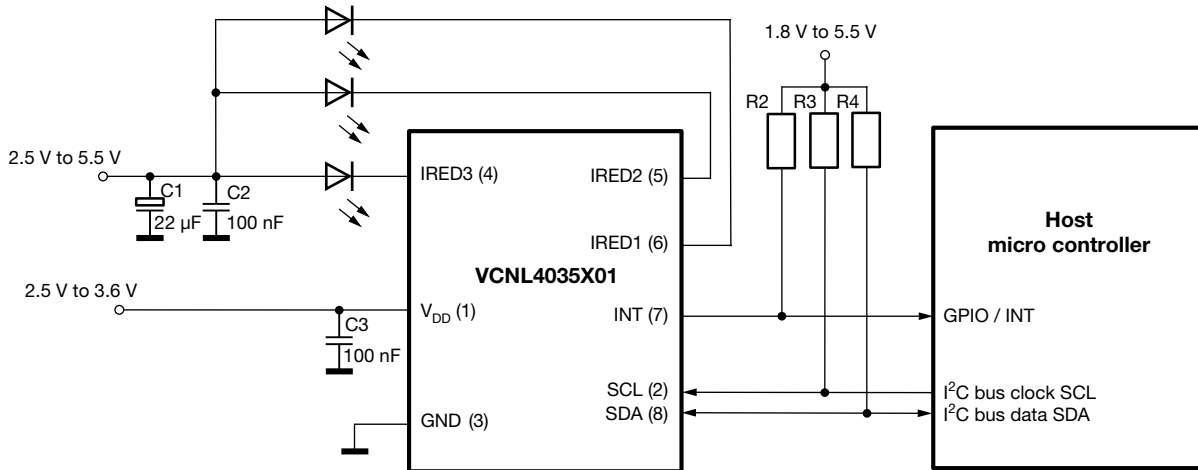 1.8 V to 5.5 V
R2 R3 R4
2.5 V to 5.5 V
C1
22 µF
C2
100 nF
IRED3 (4)
IRED2 (5)
IRED1 (6)
VCNL4035X01
Host
micro controller
2.5 V to 3.6 V
V_DD (1)
C3
100 nF
INT (7)
GPIO / INT
SCL (2)
SDA (8)
I²C bus clock SCL
I²C bus data SDA
GND (3)